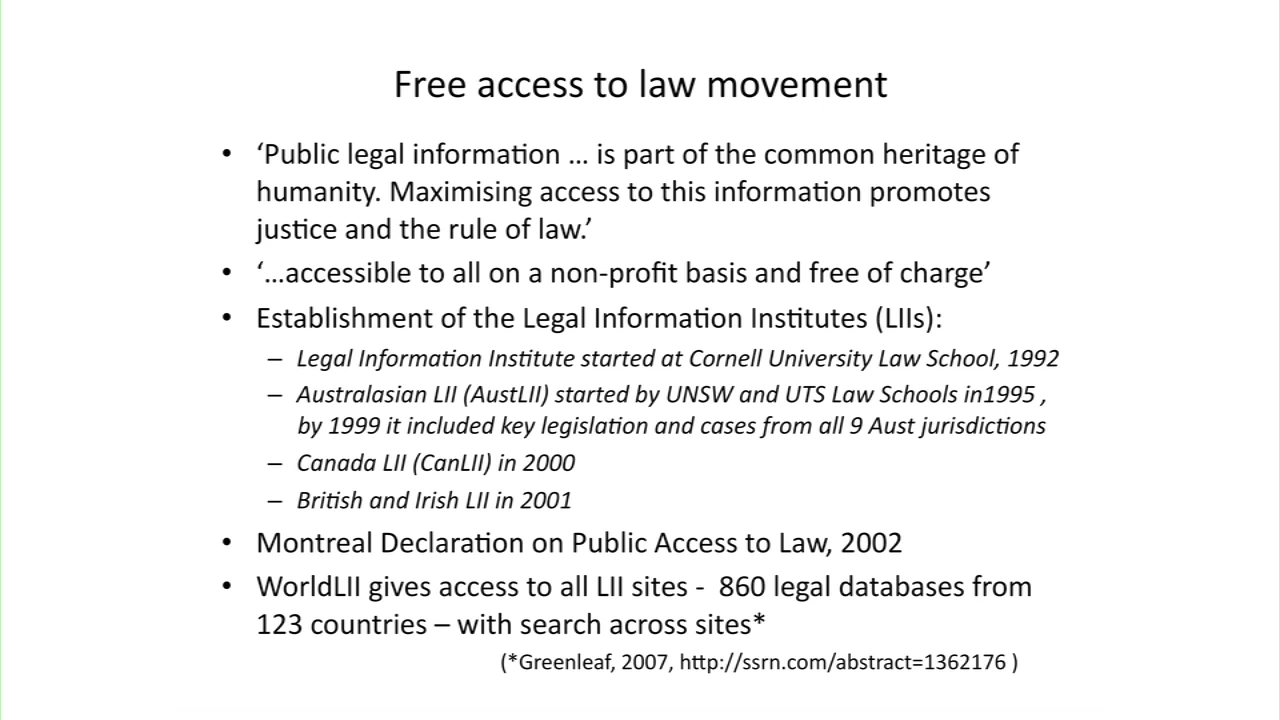 Free access to law movement
• ‘Public legal information … is part of the common heritage of
humanity. Maximising access to this information promotes
justice and the rule of law.’
• ‘…accessible to all on a non-profit basis and free of charge’
• Establishment of the Legal Information Institutes (LIIs):
– Legal Information Institute started at Cornell University Law School, 1992
– Australasian LII (AustLII) started by UNSW and UTS Law Schools in1995 ,
by 1999 it included key legislation and cases from all 9 Aust jurisdictions
– Canada LII (CanLII) in 2000
– British and Irish LII in 2001
• Montreal Declaration on Public Access to Law, 2002
• WorldLII gives access to all LII sites - 860 legal databases from
123 countries – with search across sites*
(*Greenleaf, 2007, http://ssrn.com/abstract=1362176 )